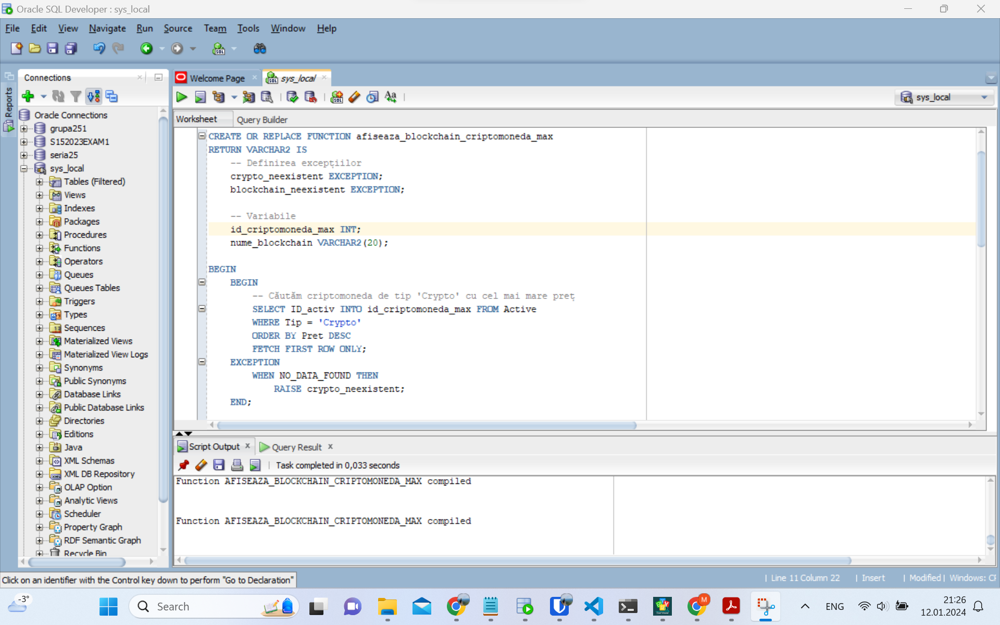 Oracle SQL Developer : sys_local
File Edit View Navigate Run Source Team Tools Window Help
Reports
Connections
Oracle Connections
grupa251
S152023EXAM1
seria25
sys_local
Tables (Filtered)
Views
Indexes
Packages
Procedures
Functions
Operators
Queues
Queues Tables
Triggers
Types
Sequences
Materialized Views
Materialized View Logs
Synonyms
Public Synonyms
Database Links
Public Database Links
Directories
Editions
Java
XML Schemas
XML DB Repository
OLAP Option
Analytic Views
Scheduler
Property Graph
RDF Semantic Graph
Recycle Bin
Welcome Page
sys_local
sys_local
Worksheet Query Builder
CREATE OR REPLACE FUNCTION afiseaza_blockchain_criptomoneda_max
RETURN VARCHAR2 IS
-- Definirea excepțiilor
crypto_neexistent EXCEPTION;
blockchain_neexistent EXCEPTION;
-- Variabile
id_criptomoneda_max INT;
nume_blockchain VARCHAR2(20);
BEGIN
BEGIN
-- Căutăm criptomoneda de tip 'Crypto' cu cel mai mare preț
SELECT ID_activ INTO id_criptomoneda_max FROM Active
WHERE Tip = 'Crypto'
ORDER BY Pret DESC
FETCH FIRST ROW ONLY;
EXCEPTION
WHEN NO_DATA_FOUND THEN
RAISE crypto_neexistent;
END;
Script Output Query Result
Task completed in 0,033 seconds
Function AFISEAZA_BLOCKCHAIN_CRIPTOMONEDA_MAX compiled
Function AFISEAZA_BLOCKCHAIN_CRIPTOMONEDA_MAX compiled
Click on an identifier with the Control key down to perform "Go to Declaration"
Line 11 Column 22 | Insert | Modified | Windows:
-3°
Search
ENG
21:26
12.01.2024